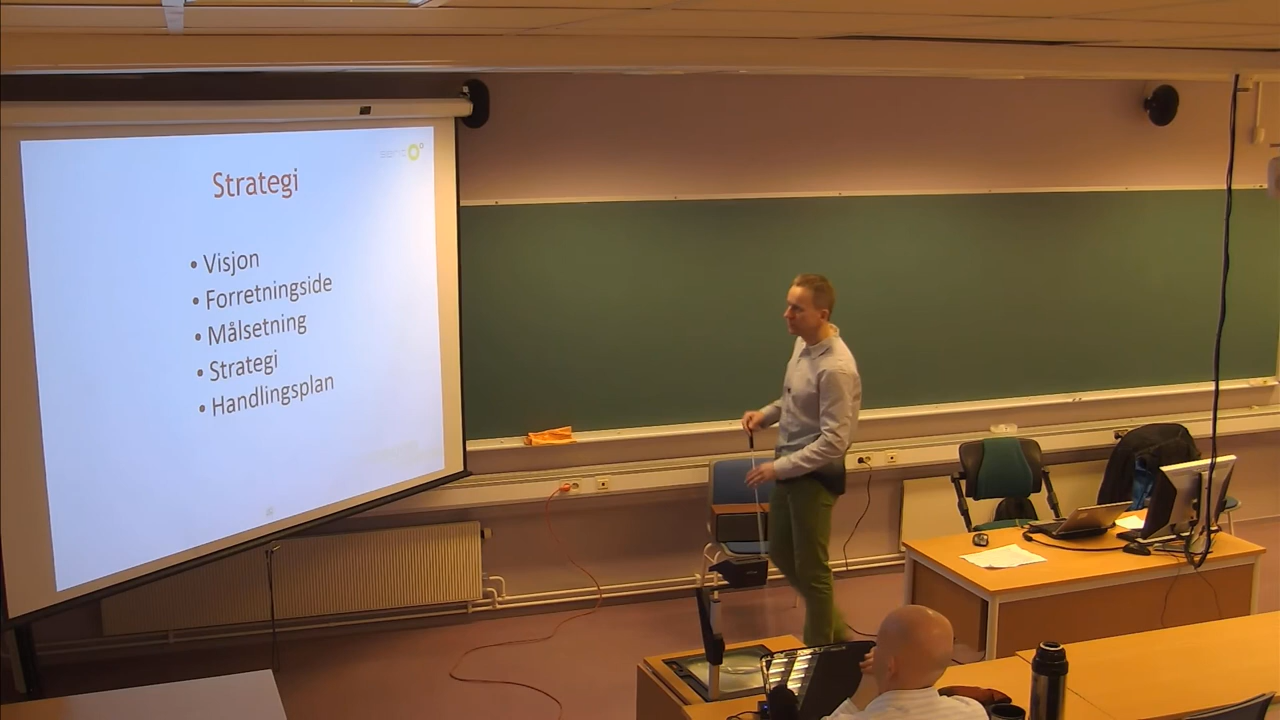 Strategi
• Visjon
• Forretningside
• Målsetning
• Strategi
• Handlingsplan